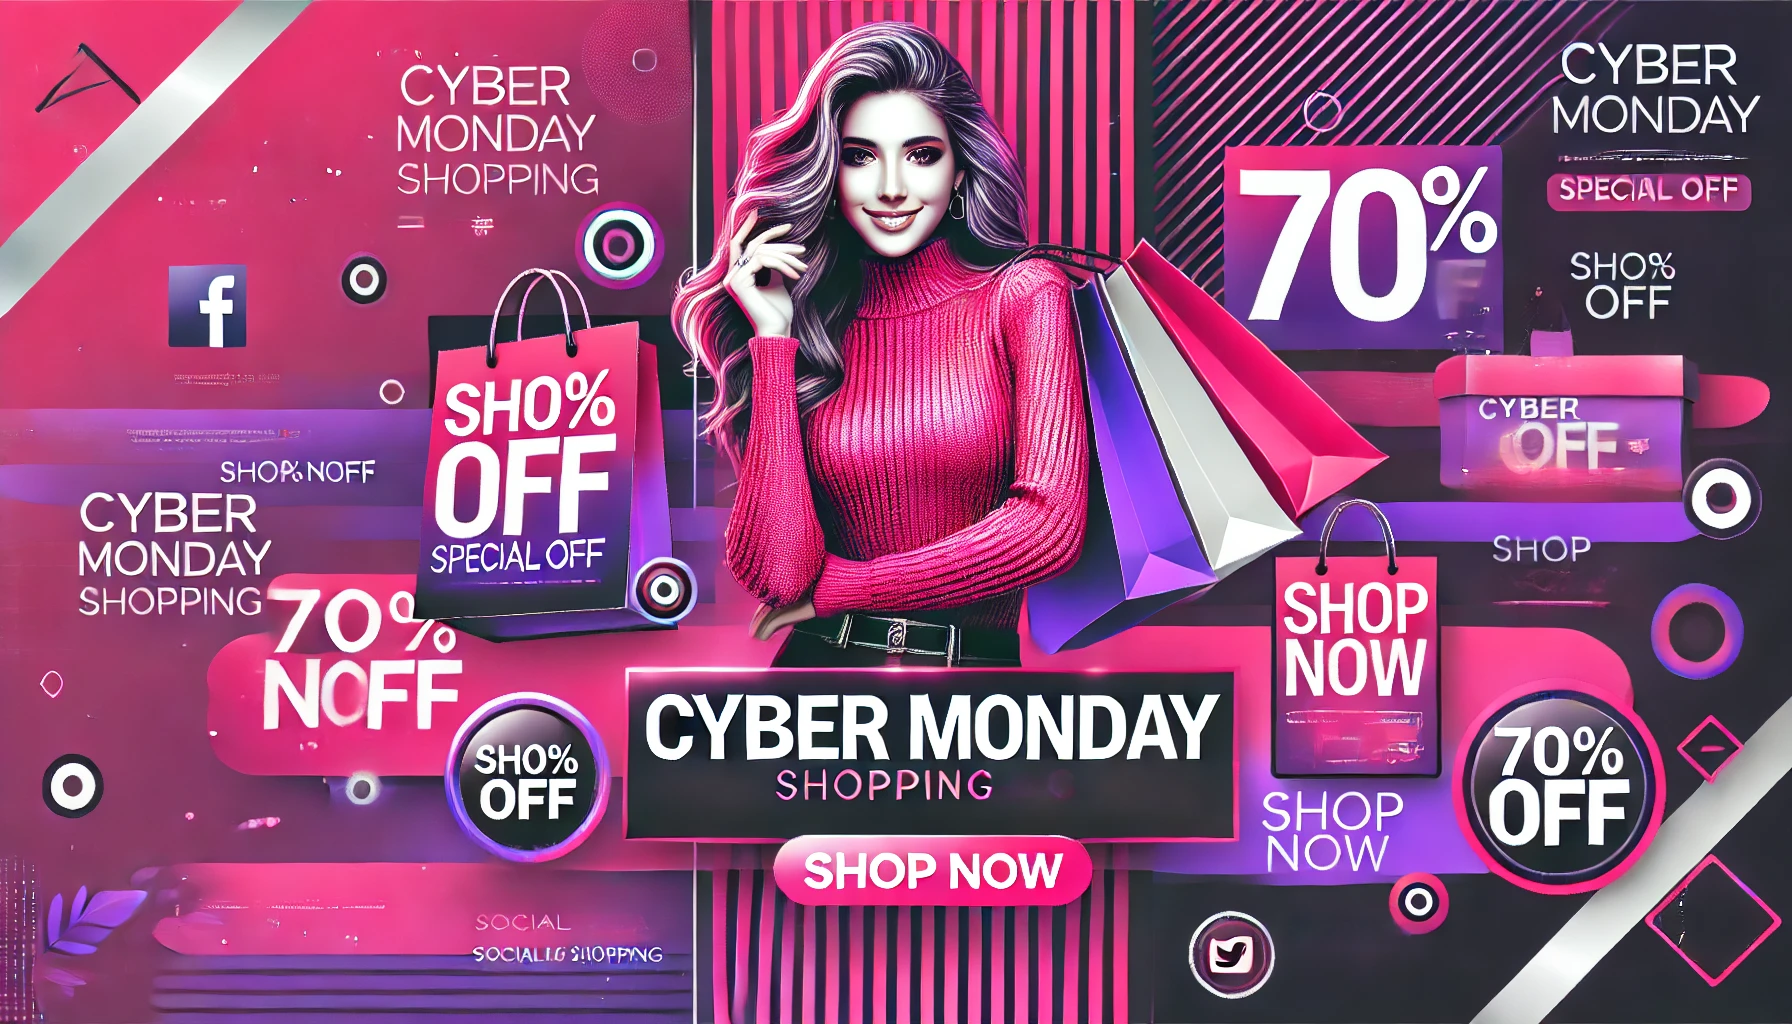 CYBER
MONDAY
SHOPPING
CYBER
MONDAY
70%
SPECIAL OFF
SHO%
OFF
f
SHO%
OFF
SPECIAL OFF
CYBER
OFF
SHOP% NOFF
CYBER
MONDAY
SHOPPING
70%
NOFF
SHOP
SHOP
NOW
CYBER MONDAY
SHOPPING
SHO%
OFF
70%
OFF
SHOP
NOW
SHOP NOW
SOCIAL
SHOPPING